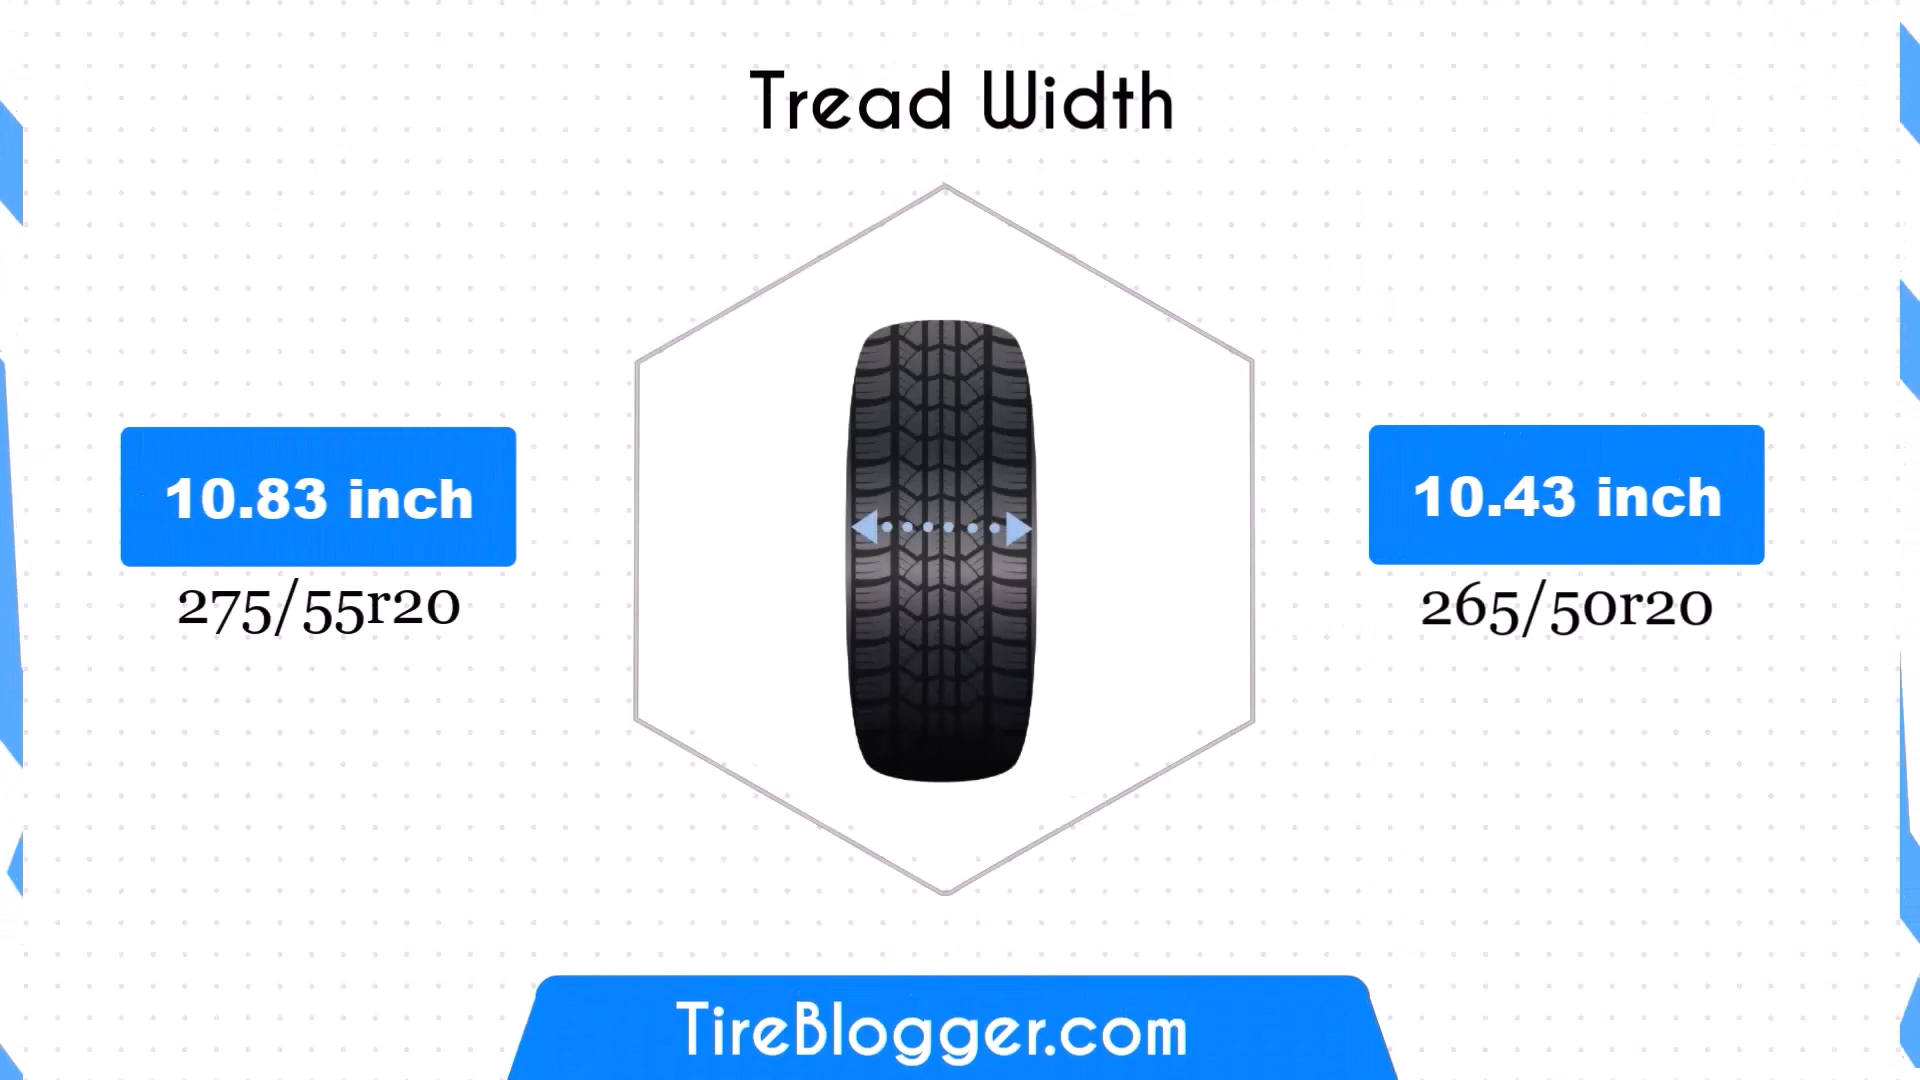 Tread Width
10.83 inch
275/55r20
10.43 inch
265/50r20
TireBlogger.com